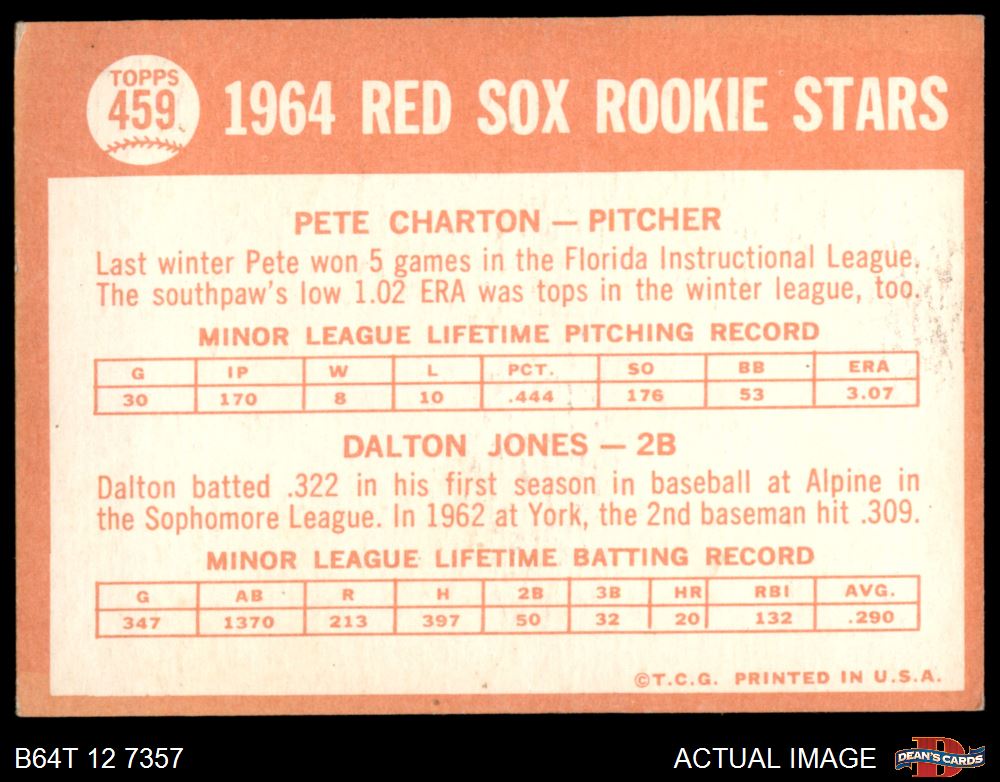 TOPPS
459
1964 RED SOX ROOKIE STARS
PETE CHARTON — PITCHER
Last winter Pete won 5 games in the Florida Instructional League.
The southpaw's low 1.02 ERA was tops in the winter league, too.
MINOR LEAGUE LIFETIME PITCHING RECORD
G IP W L PCT. SO BB ERA
30 170 8 10 .444 176 53 3.07
DALTON JONES — 2B
Dalton batted .322 in his first season in baseball at Alpine in
the Sophomore League. In 1962 at York, the 2nd baseman hit .309.
MINOR LEAGUE LIFETIME BATTING RECORD
G AB R H 2B 3B HR RBI AVG.
347 1370 213 397 50 32 20 132 .290
©T.C.G. PRINTED IN U.S.A.
B64T 12 7357
ACTUAL IMAGE
D
DEAN'S CARDS